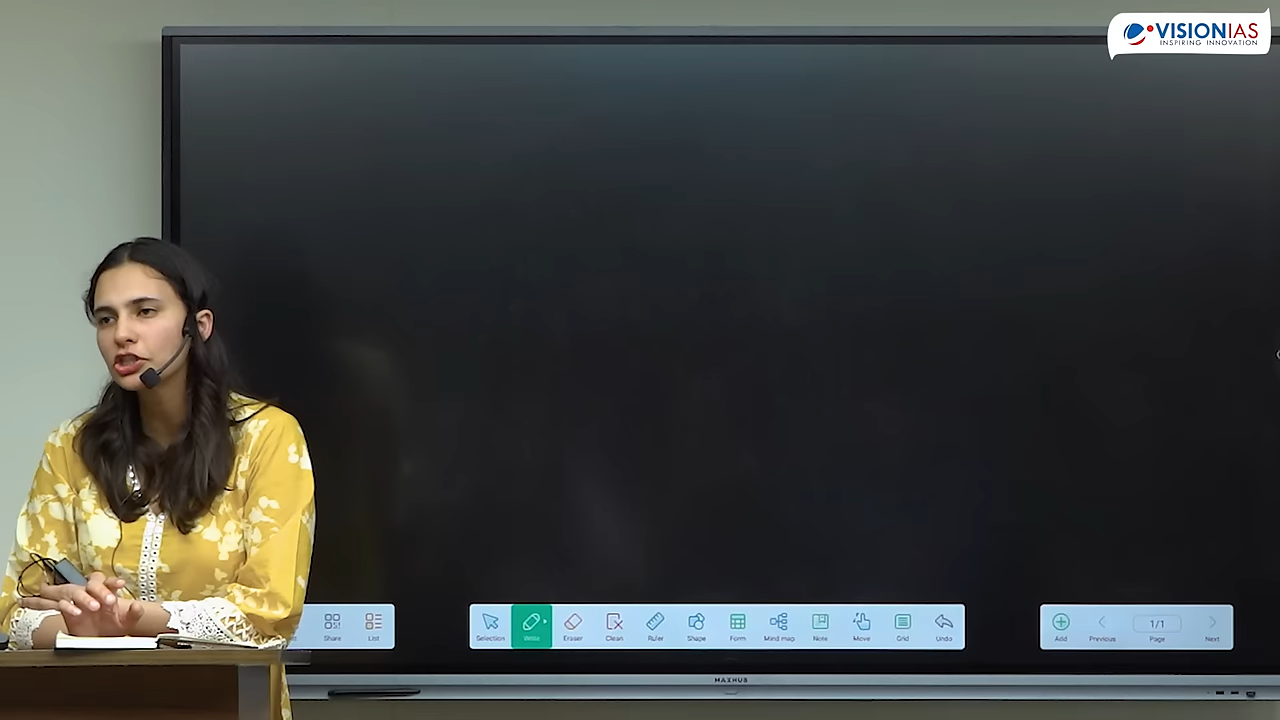 VISIONIAS
INSPIRING INNOVATION
Share
List
Selection
Write
Eraser
Clean
Ruler
Shape
Form
Mind map
Note
Move
Grid
Undo
Add
Previous
1/1
Page
Next
MAXHUB